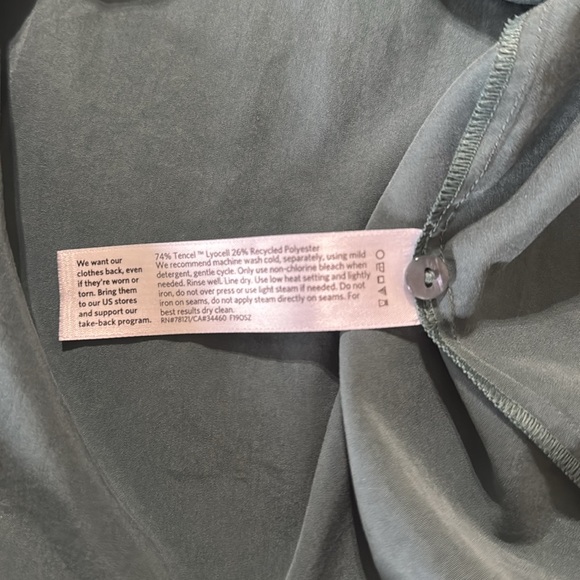 We want our
clothes back, even
if they're worn or
torn. Bring them
to our US stores
and support our
take-back program.
74% Tencel™ Lyocell 26% Recycled Polyester
We recommend machine wash cold, separately, using mild
detergent, gentle cycle. Only use non-chlorine bleach when
needed. Rinse well. Line dry. Use low heat setting and lightly
iron, do not over press or use light steam if needed. Do not
iron on seams, do not apply steam directly on seams. For
best results dry clean.
RN#78121/CA#34460 F19OS2